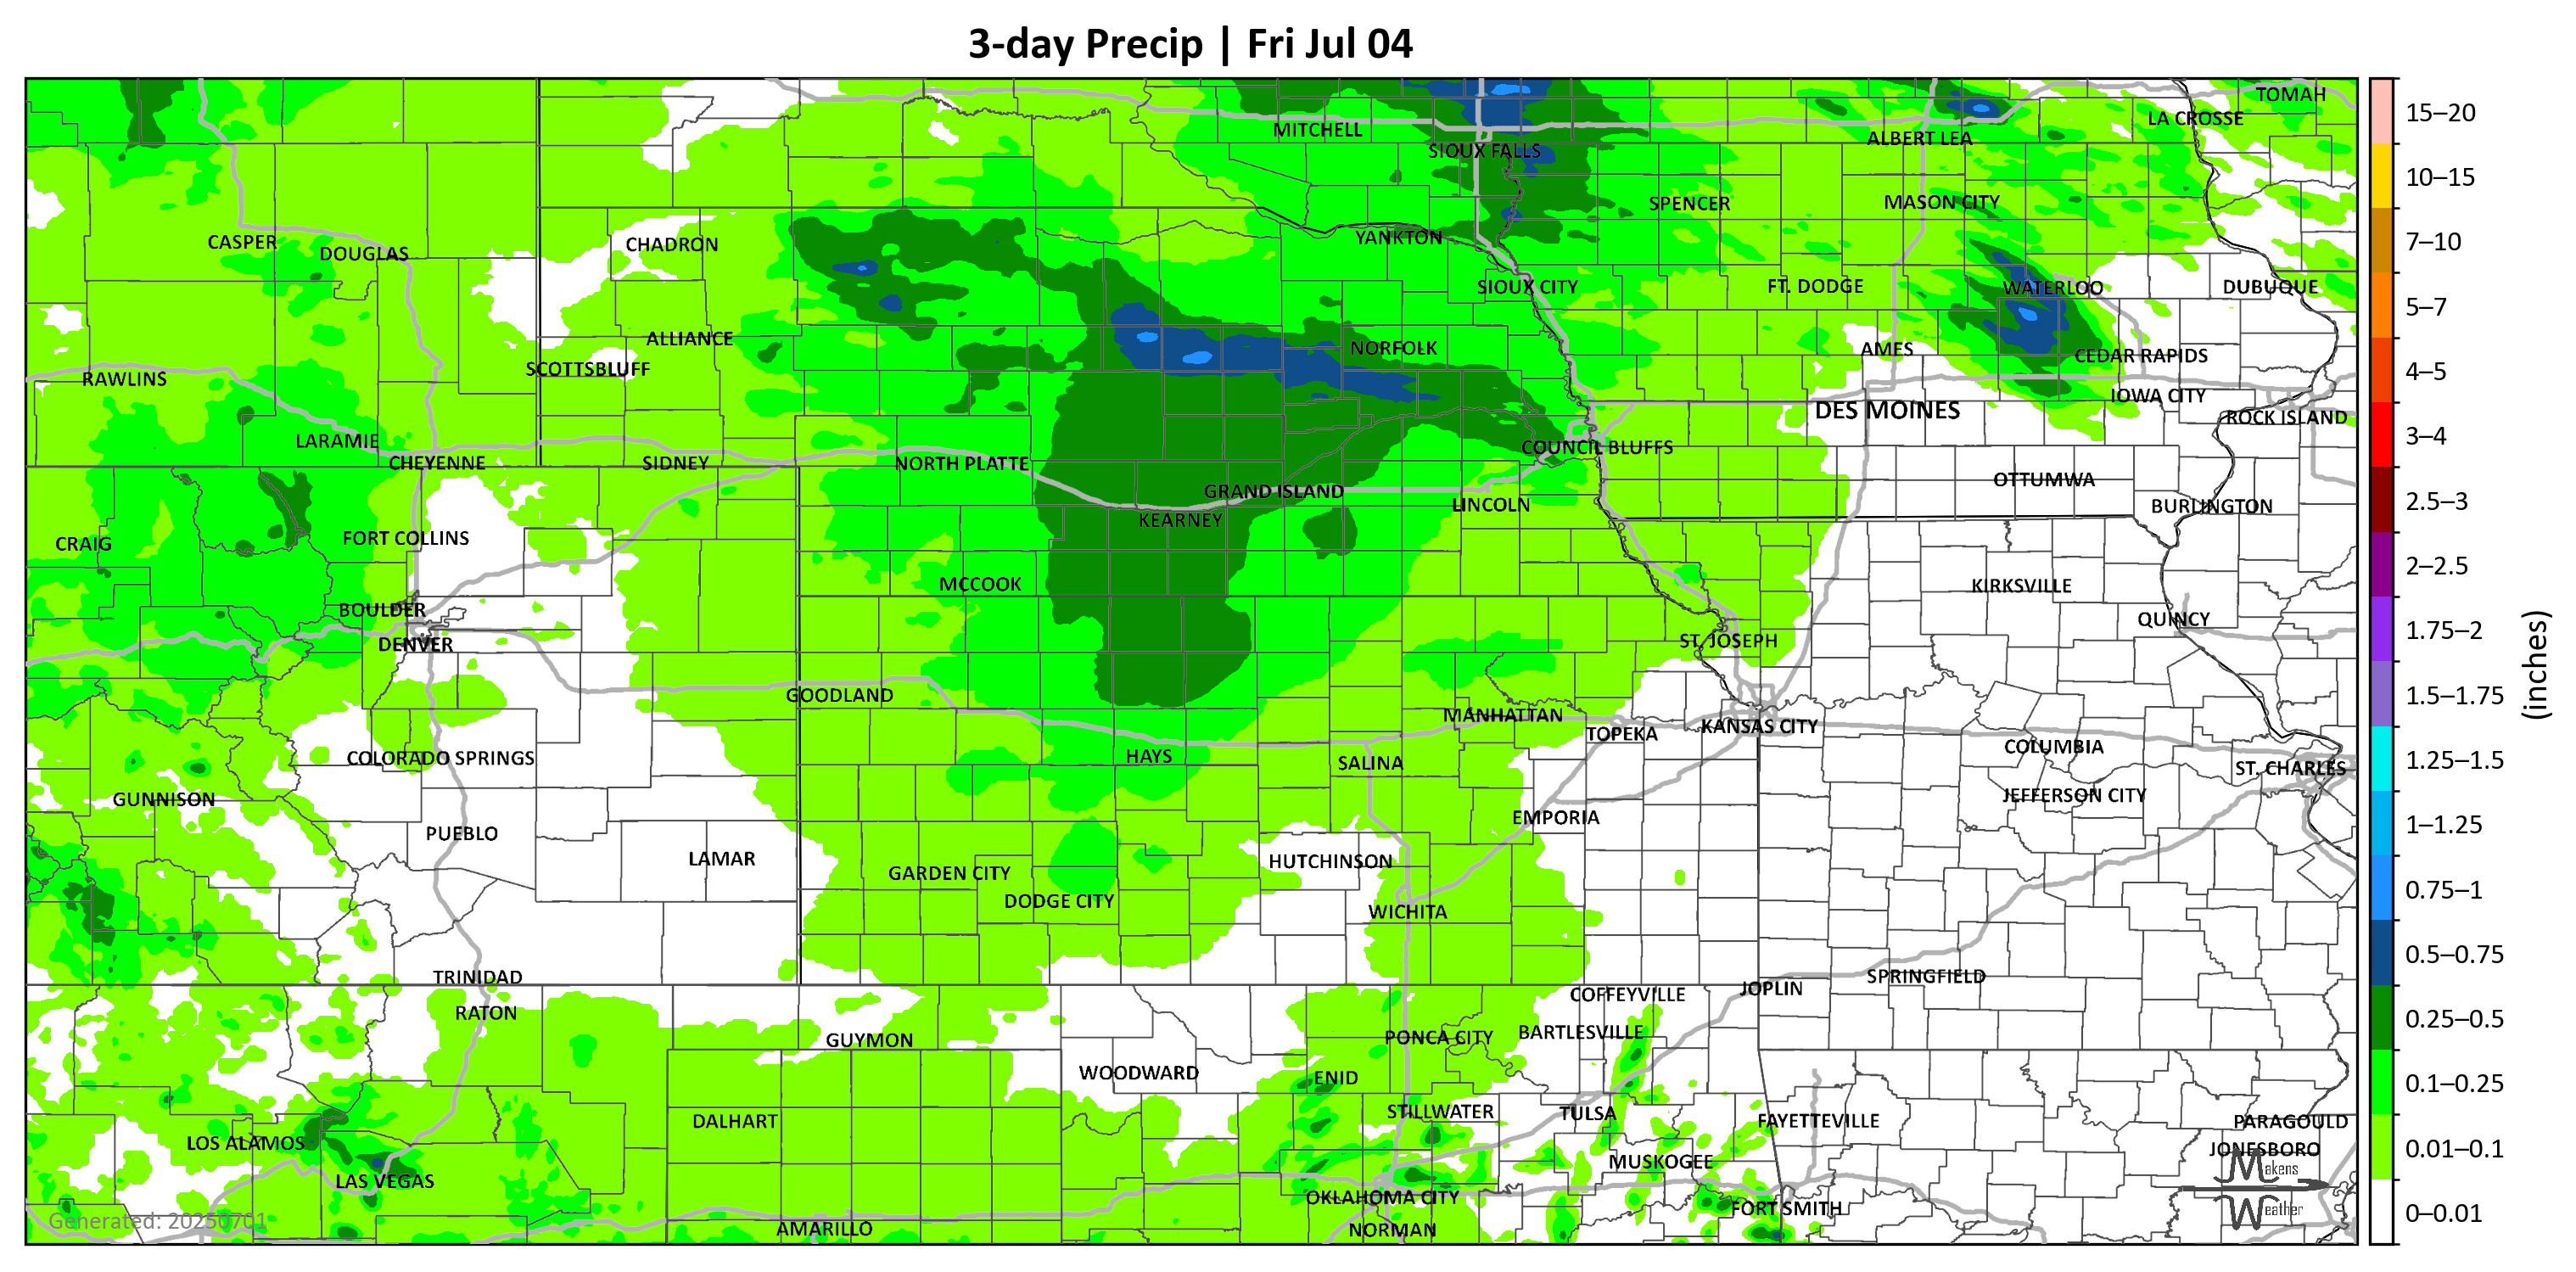 3-day Precip | Fri Jul 04
TOMAH
LA CROSSE
MITCHELL
ALBERT LEA
SIOUX FALLS
SPENCER
MASON CITY
CASPER
DOUGLAS
CHADRON
YANKTON
SIOUX CITY
FT. DODGE
WATERLOO
DUBUQUE
ALLIANCE
NORFOLK
AMES
CEDAR RAPIDS
RAWLINS
SCOTTSBLUFF
IOWA CITY
DES MOINES
ROCK ISLAND
LARAMIE
COUNCIL BLUFFS
CHEYENNE
SIDNEY
NORTH PLATTE
OTTUMWA
GRAND ISLAND
LINCOLN
BURLINGTON
KEARNEY
CRAIG
FORT COLLINS
MCCOOK
KIRKSVILLE
BOULDER
QUINCY
DENVER
ST. JOSEPH
GOODLAND
MANHATTAN
TOPEKA
KANSAS CITY
COLORADO SPRINGS
HAYS
SALINA
COLUMBIA
ST. CHARLES
GUNNISON
JEFFERSON CITY
PUEBLO
EMPORIA
LAMAR
HUTCHINSON
GARDEN CITY
DODGE CITY
WICHITA
TRINIDAD
SPRINGFIELD
JOPLIN
COFFEYVILLE
RATON
GUYMON
PONCA CITY
BARTLESVILLE
WOODWARD
ENID
DALHART
STILLWATER
TULSA
FAYETTEVILLE
PARAGOULD
LOS ALAMOS
JONESBORO
MUSKOGEE
LAS VEGAS
OKLAHOMA CITY
FORT SMITH
AMARILLO
NORMAN
Generated: 20250701
Makens
Weather
15–20
10–15
7–10
5–7
4–5
3–4
2.5–3
2–2.5
1.75–2
1.5–1.75
1.25–1.5
1–1.25
0.75–1
0.5–0.75
0.25–0.5
0.1–0.25
0.01–0.1
0–0.01
(inches)